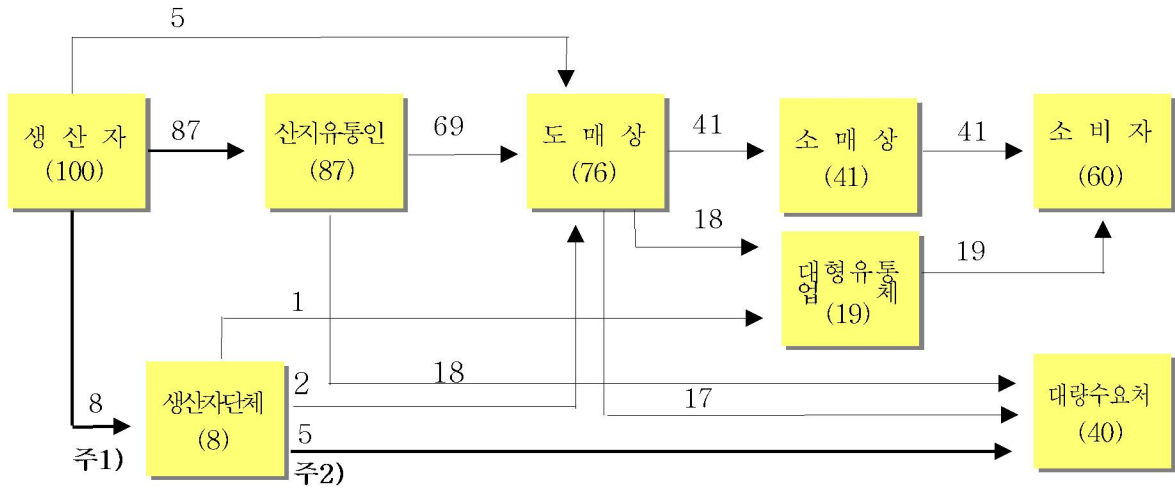 5
생 산 자
(100)
87
산지유통인
(87)
69
도 매 상
(76)
41
소 매 상
(41)
41
소 비 자
(60)
18
대 형 유 통
업 체
(19)
19
1
8
주1)
생산자단체
(8)
2
18
17
5
주2)
대량수요처
(40)